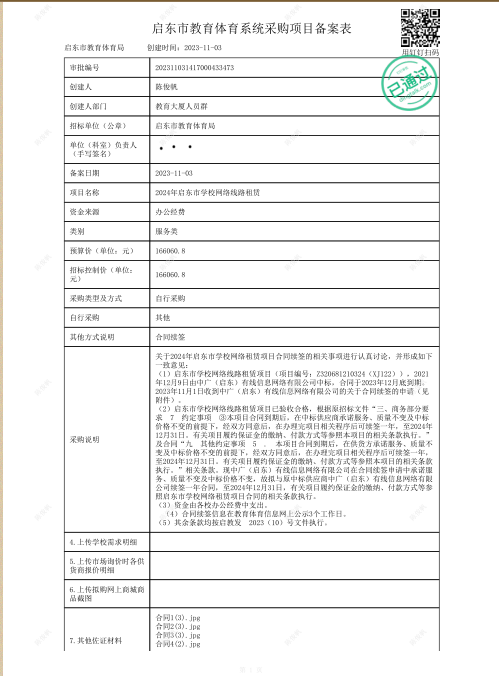 启东市教育体育系统采购项目备案表
启东市教育体育局 创建时间：2023-11-03
用钉钉扫码
已通过
dingtalk.com
审批编号 202311031417000433473
创建人 陈俊帆
创建人部门 教育大厦人员群
招标单位（公章） 启东市教育体育局
单位（科室）负责人
（手写签名）
备案日期 2023-11-03
项目名称 2024年启东市学校网络线路租赁
资金来源 办公经费
类别 服务类
预算价（单位：元） 166060.8
招标控制价（单位：
元） 166060.8
采购类型及方式 自行采购
自行采购 其他
其他方式说明 合同续签
采购说明
关于2024年启东市学校网络租赁项目合同续签的相关事项进行认真讨论，并形成如下
一致意见：
（1）启东市学校网络线路租赁项目（项目编号：Z320681210324（XJ122）），2021
年12月9日由中广（启东）有线信息网络有限公司中标，合同于2023年12月底到期。
2023年11月1日收到中广（启东）有线信息网络有限公司的关于合同续签的申请（见
附件）。
（2）启东市学校网络线路租赁项目已验收合格，根据原招标文件“三、商务部分要
求 7 约定事项 ③本项目合同到期后，在中标供应商承诺服务、质量不变及中标
价格不变的前提下，经双方同意后，在办理完项目相关程序后可续签一年，至2024年
12月31日。有关项目履约保证金的缴纳、付款方式等参照本项目的相关条款执行。”
及合同“九 其他约定事项 5 ． 本项目合同到期后，在供货方承诺服务、质量不
变及中标价格不变的前提下，经双方同意后，在办理完项目相关程序后可续签一年，
至2024年12月31日。有关项目履约保证金的缴纳、付款方式等参照本项目的相关条款
执行。”相关条款。现中广（启东）有线信息网络有限公司在合同续签申请中承诺服
务、质量不变及中标价格不变，故拟与原中标供应商中广（启东）有线信息网络有限
公司续签一年合同，至2024年12月31日，有关项目履约保证金的缴纳、付款方式等参
照启东市学校网络租赁项目合同的相关条款执行。
（3）资金由各校办公经费中支出。
（4）合同续签信息在教育体育信息网上公示3个工作日。
（5）其余条款均按启教发 2023（10）号文件执行。
4.上传学校需求明细
5.上传市场询价时各供
货商报价明细
6.上传拟购网上商城商
品截图
7.其他佐证材料
合同1(3).jpg
合同2(3).jpg
合同3(3).jpg
合同4(2).jpg